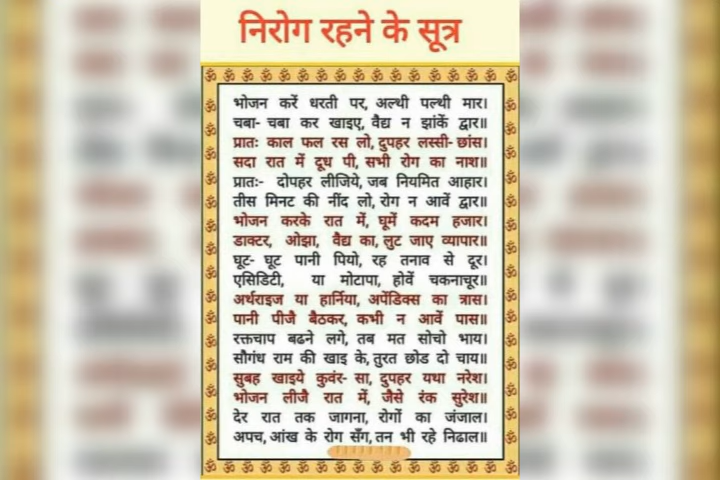 निरोग रहने के सूत्र
भोजन करें धरती पर, अल्थी पल्थी मार।
चबा- चबा कर खाइए, वैद्य न झांकें द्वार॥
प्रातः काल फल रस लो, दुपहर लस्सी- छांस।
सदा रात में दूध पी, सभी रोग का नाश॥
प्रातः- दोपहर लीजिये, जब नियमित आहार।
तीस मिनट की नींद लो, रोग न आवें द्वार॥
भोजन करके रात में, घूमें कदम हजार।
डाक्टर, ओझा, वैद्य का, लुट जाए व्यापार॥
घूट- घूट पानी पियो, रह तनाव से दूर।
एसिडिटी, या मोटापा, होवें चकनाचूर॥
अर्थराइज या हार्निया, अपेंडिक्स का त्रास।
पानी पीजै बैठकर, कभी न आवें पास॥
रक्तचाप बढने लगे, तब मत सोचो भाय।
सौगंध राम की खाइ के, तुरत छोड दो चाय॥
सुबह खाइये कुवंर- सा, दुपहर यथा नरेश।
भोजन लीजै रात में, जैसे रंक सुरेश॥
देर रात तक जागना, रोगों का जंजाल।
अपच, आंख के रोग सँग, तन भी रहे निढाल॥